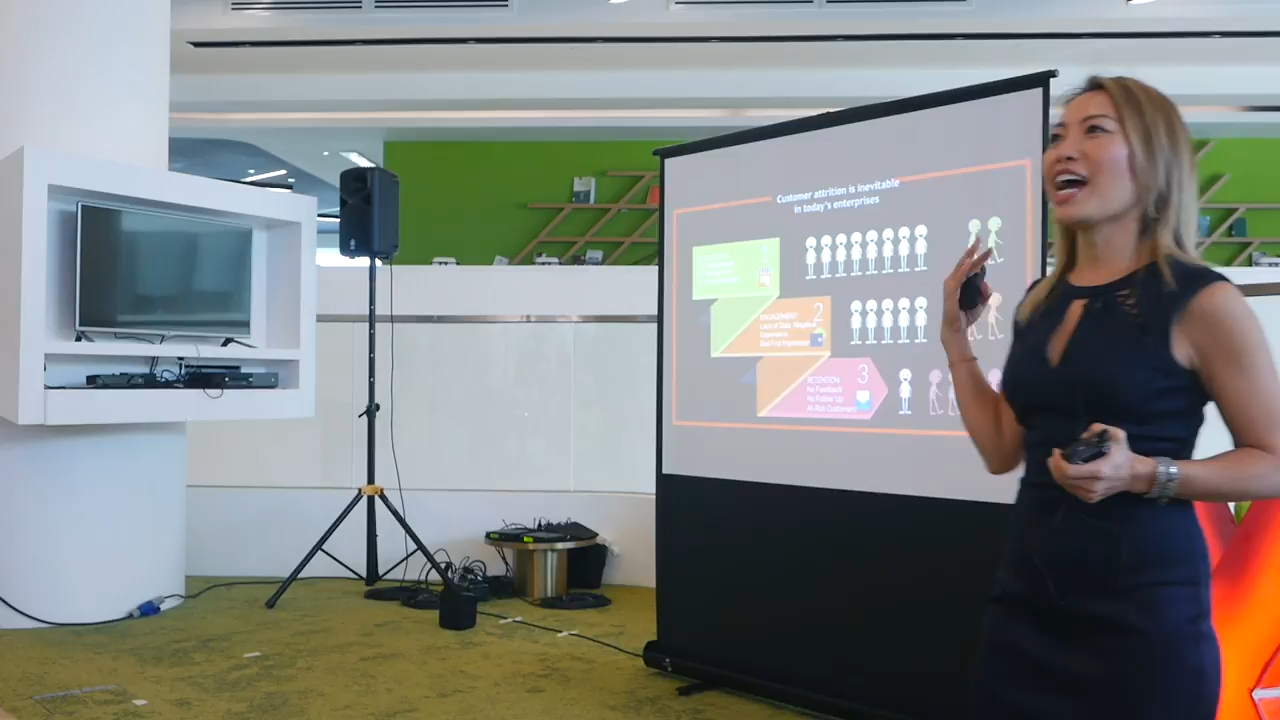 Customer attrition is inevitable
in today's enterprises
1
2
ENGAGEMENT
Lack of Data, Negative
Experience
Bad First Impression
3
RETENTION
No Feedback
No Follow Up
At-Risk Customers